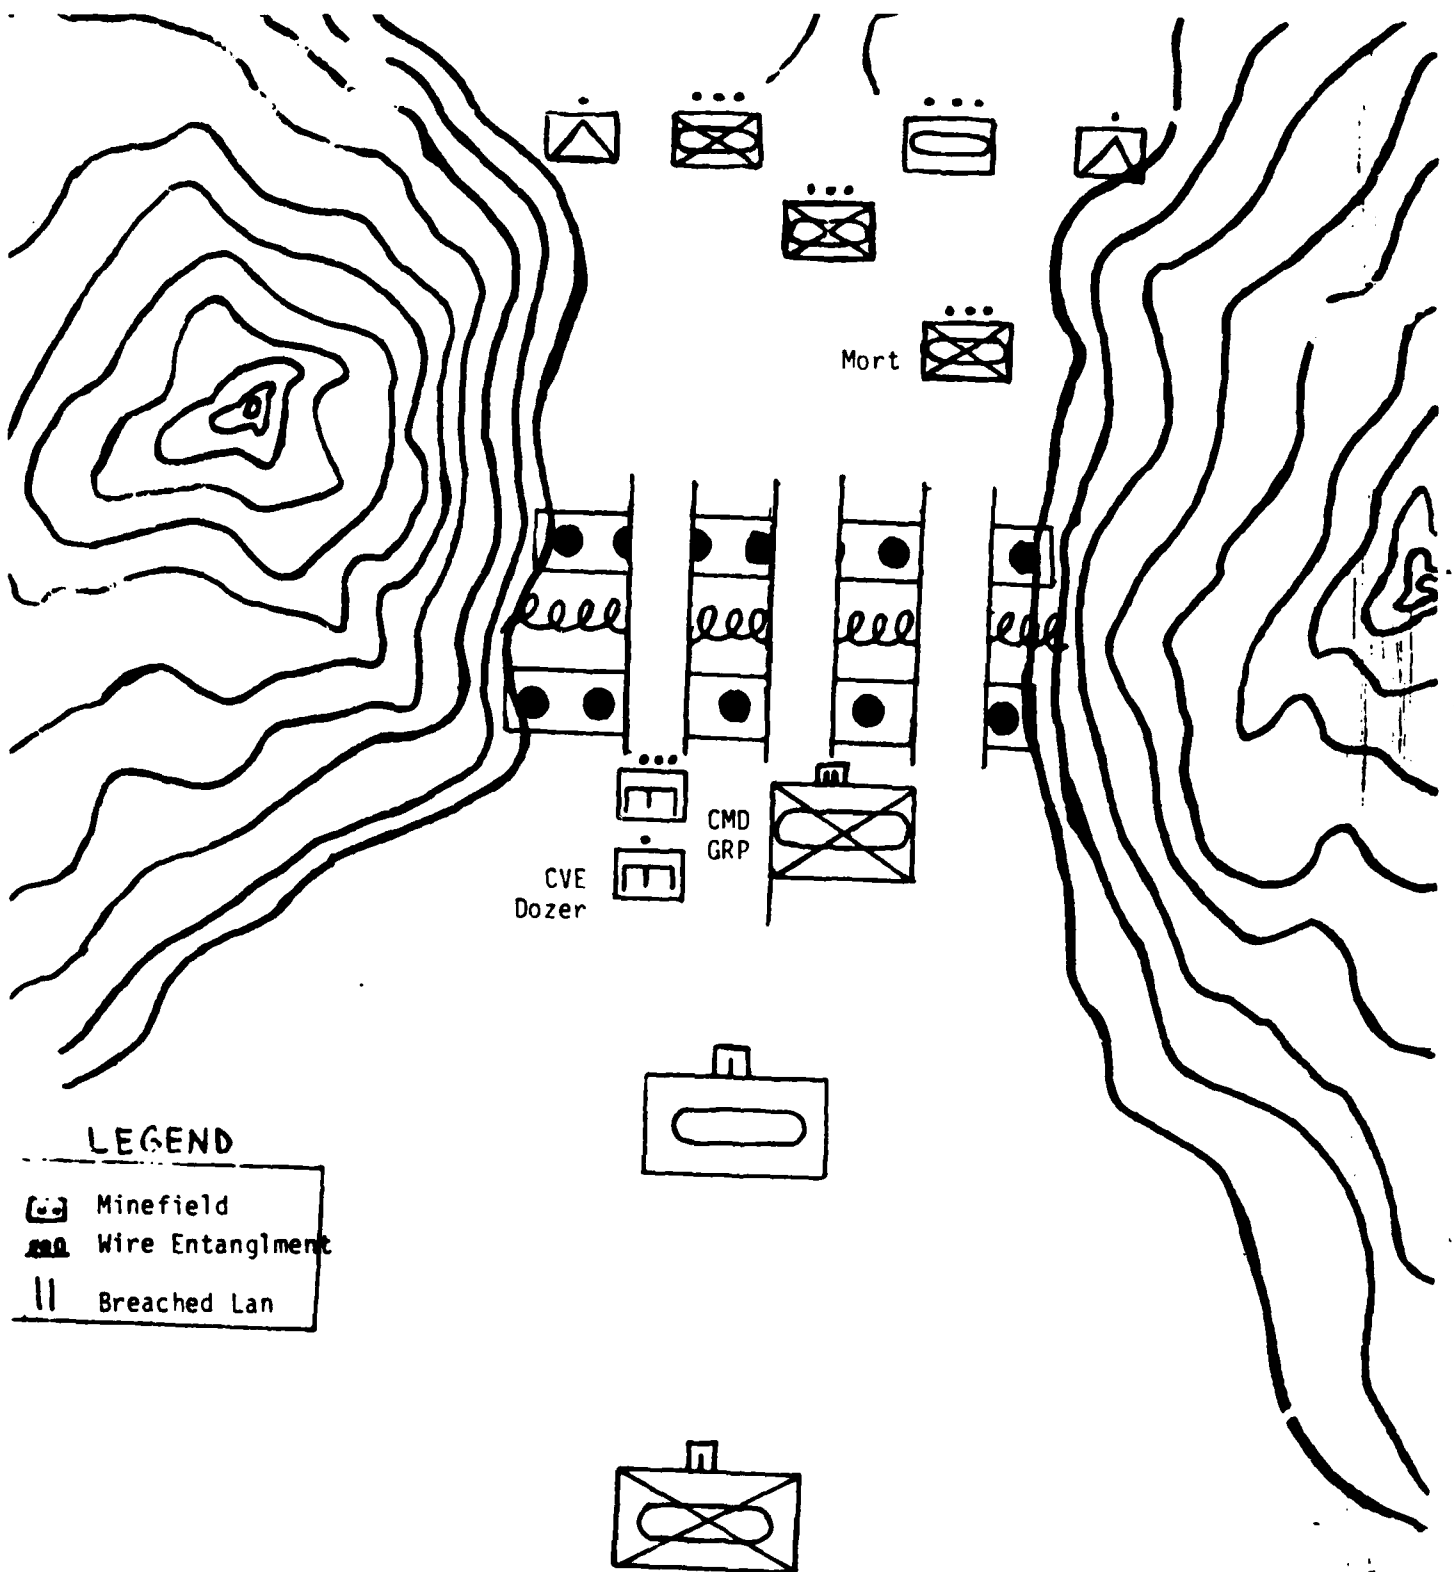 Mort
CMD
GRP
CVE
Dozer
LEGEND
Minefield
Wire Entanglment
Breached Lan